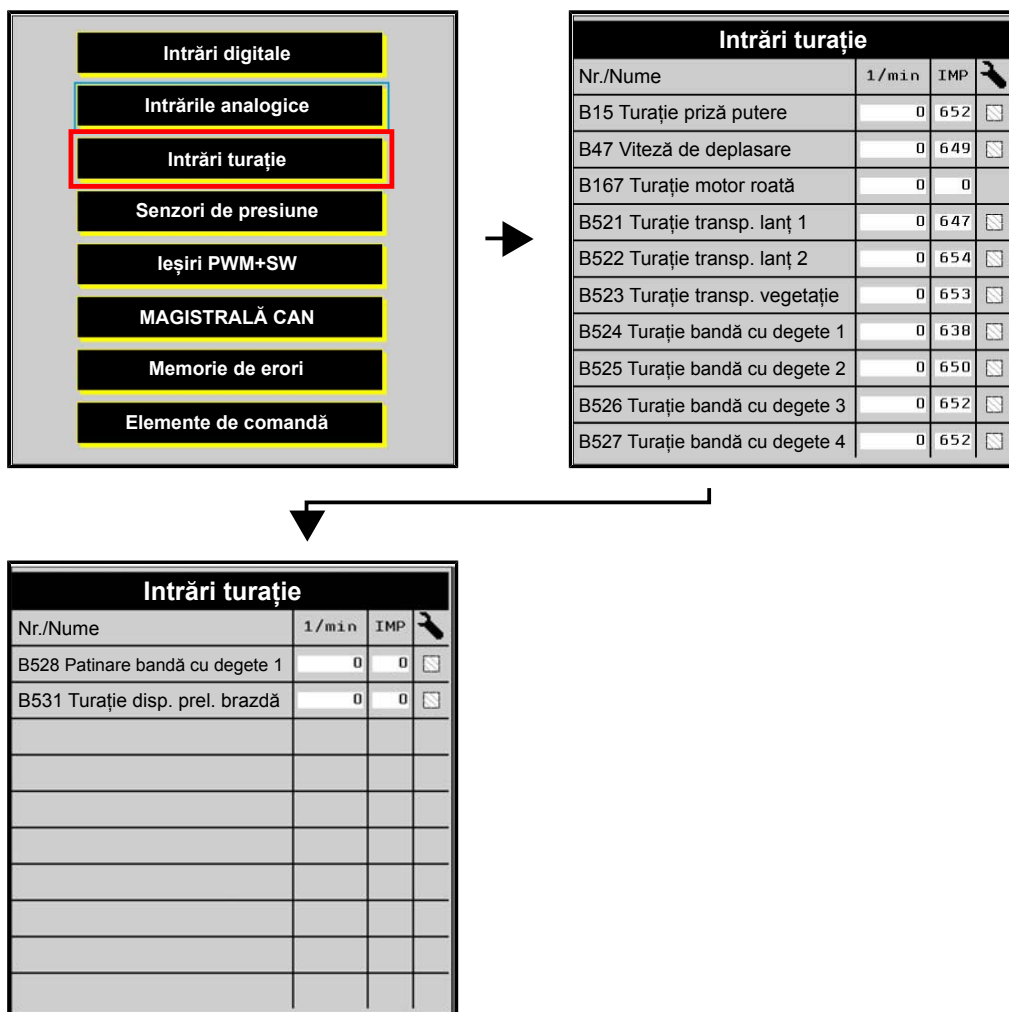 Intrări digitale
Intrările analogice
Intrări turație
Senzori de presiune
Ieșiri PWM+SW
MAGISTRALĂ CAN
Memorie de erori
Elemente de comandă
Intrări turație
Nr./Nume 1/min IMP
B15 Turație priză putere 0 652
B47 Viteză de deplasare 0 649
B167 Turație motor roată 0 0
B521 Turație transp. lanț 1 0 647
B522 Turație transp. lanț 2 0 654
B523 Turație transp. vegetație 0 653
B524 Turație bandă cu degete 1 0 638
B525 Turație bandă cu degete 2 0 650
B526 Turație bandă cu degete 3 0 652
B527 Turație bandă cu degete 4 0 652
Intrări turație
Nr./Nume 1/min IMP
B528 Patinare bandă cu degete 1 0 0
B531 Turație disp. prel. brazdă 0 0